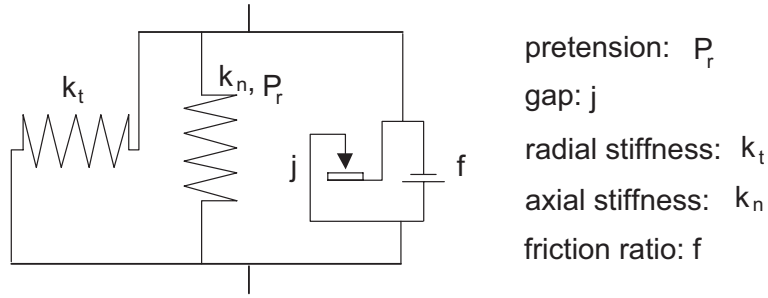 k_t
k_n, P_r
j
f
pretension: P_r
gap: j
radial stiffness: k_t
axial stiffness: k_n
friction ratio: f